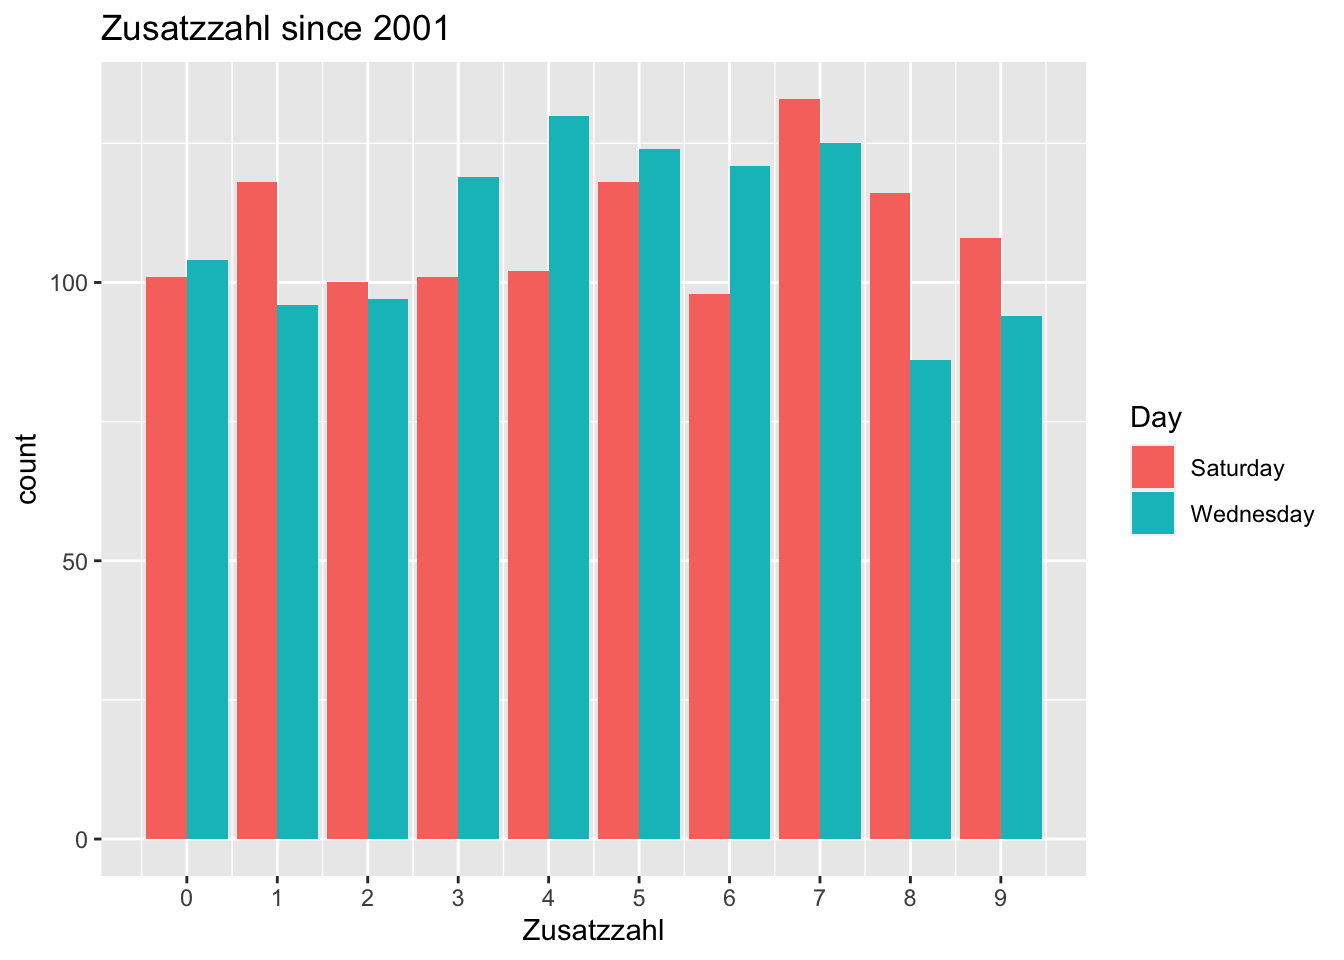 Zusatzzahl since 2001
count
100
50
0
0 1 2 3 4 5 6 7 8 9
Zusatzzahl
Day
Saturday
Wednesday